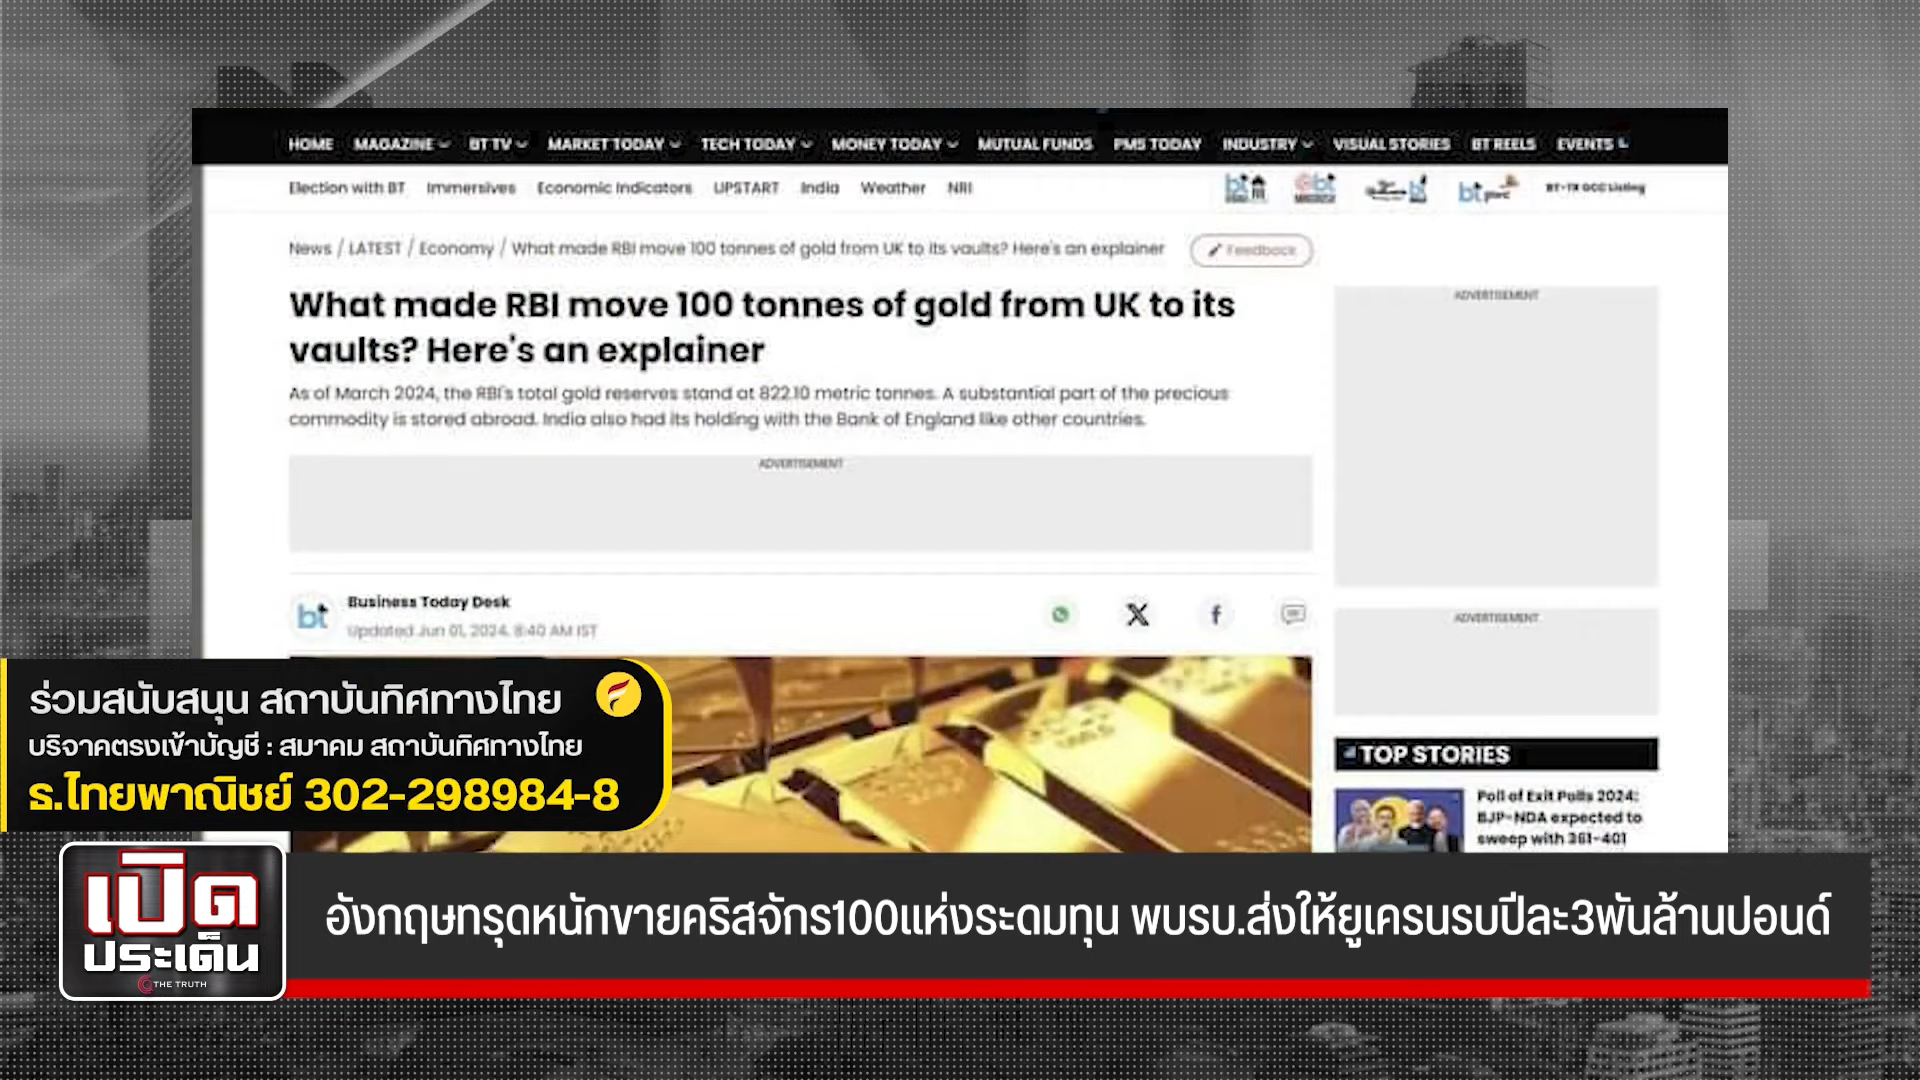 HOME MAGAZINE BT TV MARKET TODAY TECH TODAY MONEY TODAY MUTUAL FUNDS PMS TODAY INDUSTRY VISUAL STORIES BT REELS EVENTS
Election with BT Immersives Economic Indicators UPSTART India Weather NRI
BT-TR GCC Listing
News / LATEST / Economy / What made RBI move 100 tonnes of gold from UK to its vaults? Here's an explainer
Feedback
What made RBI move 100 tonnes of gold from UK to its
vaults? Here's an explainer
As of March 2024, the RBI's total gold reserves stand at 822.10 metric tonnes. A substantial part of the precious
commodity is stored abroad. India also had its holding with the Bank of England like other countries.
ADVERTISEMENT
ADVERTISEMENT
bt
Business Today Desk
Updated Jun 01, 2024, 8:40 AM IST
ADVERTISEMENT
TOP STORIES
Poll of Exit Polls 2024:
BJP-NDA expected to
sweep with 361-401
ร่วมสนับสนุน สถาบันทิศทางไทย
บริจาคตรงเข้าบัญชี : สมาคม สถาบันทิศทางไทย
ธ.ไทยพาณิชย์ 302-298984-8
เปิด
ประเด็น
THE TRUTH
อังกฤษทรุดหนักขายคริสจักร100แห่งระดมทุน พบรบ.ส่งให้ยูเครนรบปีละ3พันล้านปอนด์